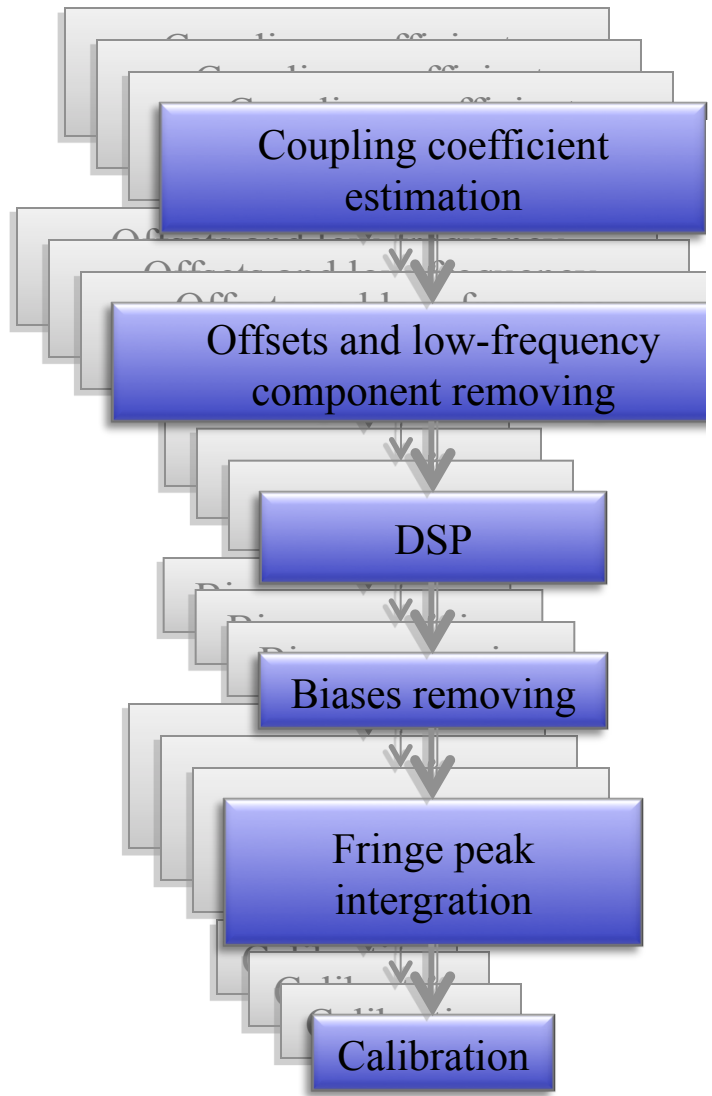 Coupling coefficient
estimation
Offsets and low-frequency
component removing
DSP
Biases removing
Fringe peak
intergration
Calibration